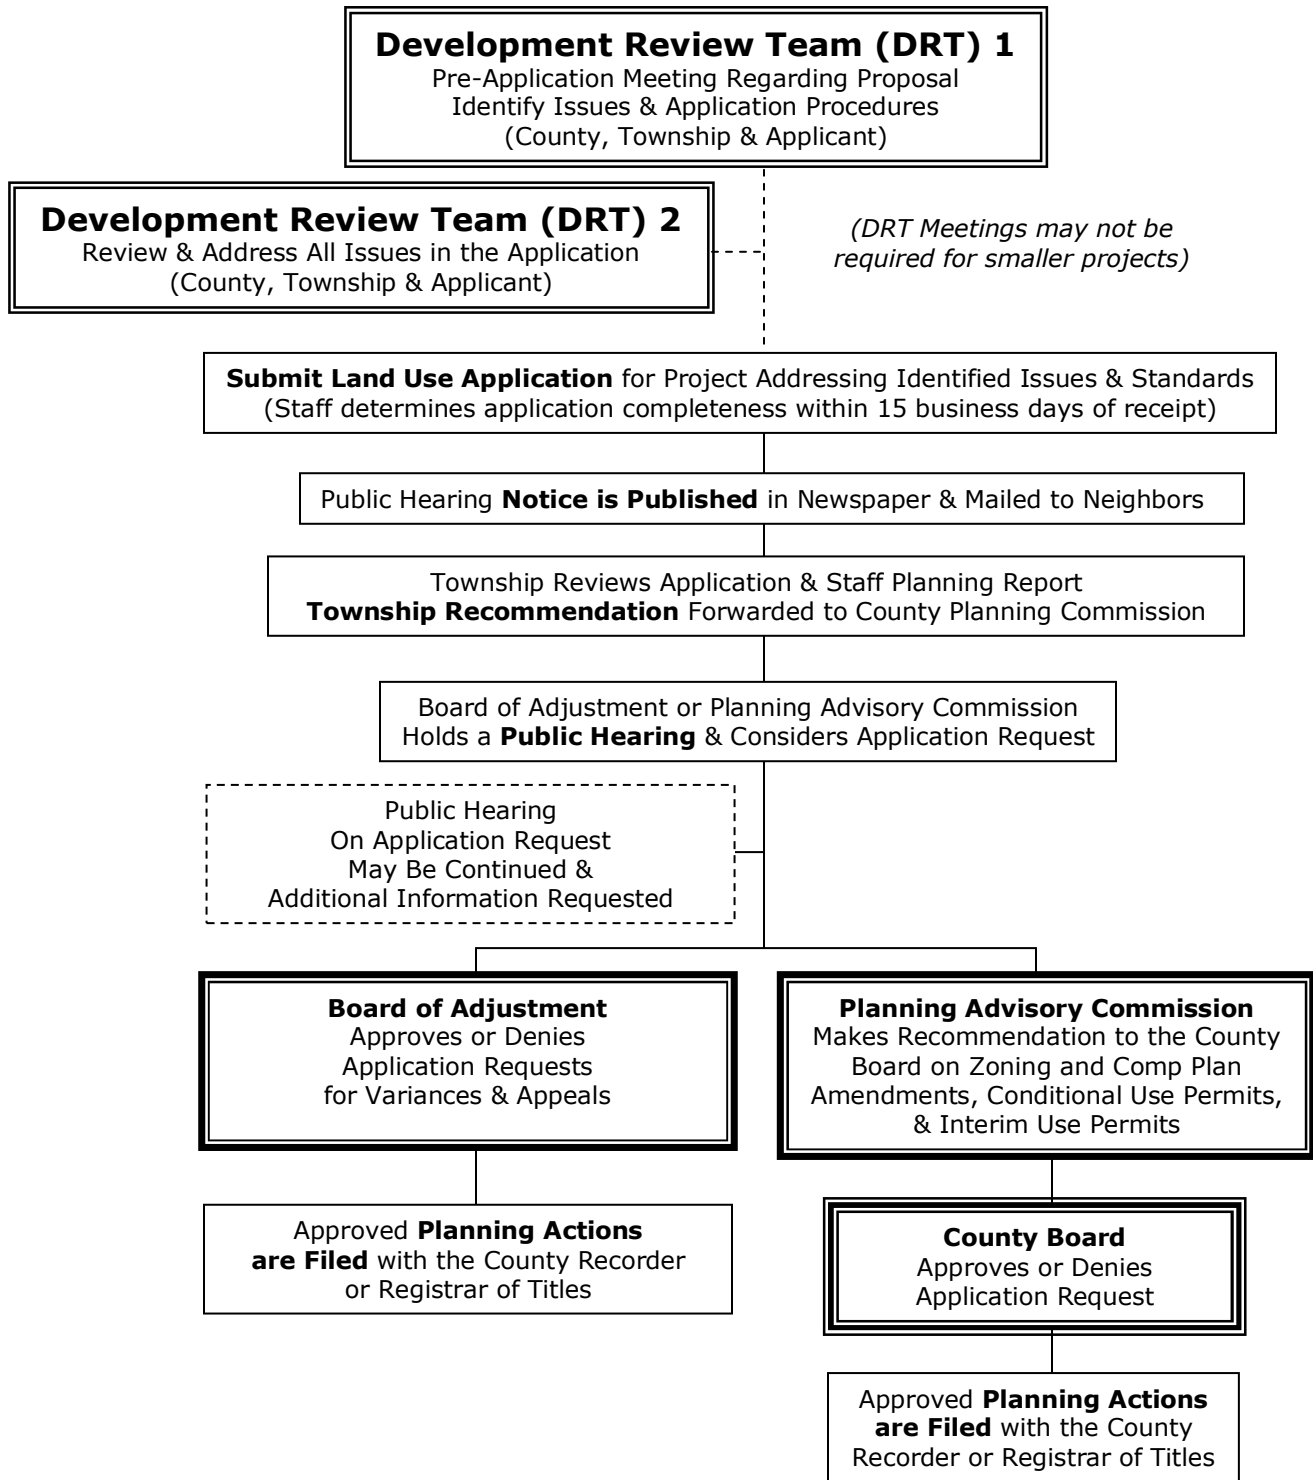 Development Review Team (DRT) 1
Pre-Application Meeting Regarding Proposal
Identify Issues & Application Procedures
(County, Township & Applicant)
Development Review Team (DRT) 2
Review & Address All Issues in the Application
(County, Township & Applicant)
(DRT Meetings may not be
required for smaller projects)
Submit Land Use Application for Project Addressing Identified Issues & Standards
(Staff determines application completeness within 15 business days of receipt)
Public Hearing Notice is Published in Newspaper & Mailed to Neighbors
Township Reviews Application & Staff Planning Report
Township Recommendation Forwarded to County Planning Commission
Board of Adjustment or Planning Advisory Commission
Holds a Public Hearing & Considers Application Request
Public Hearing
On Application Request
May Be Continued &
Additional Information Requested
Board of Adjustment
Approves or Denies
Application Requests
for Variances & Appeals
Planning Advisory Commission
Makes Recommendation to the County
Board on Zoning and Comp Plan
Amendments, Conditional Use Permits,
& Interim Use Permits
Approved Planning Actions
are Filed with the County Recorder
or Registrar of Titles
County Board
Approves or Denies
Application Request
Approved Planning Actions
are Filed with the County
Recorder or Registrar of Titles